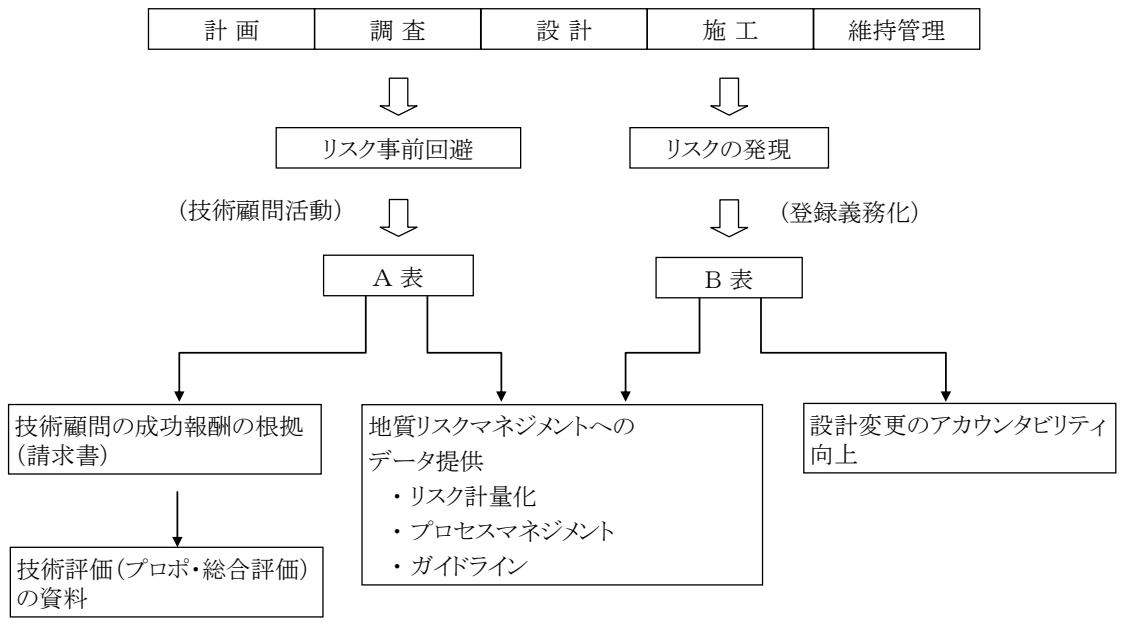 計 画
調 査
設 計
施 工
維持管理
リスク事前回避
リスクの発現
（技術顧問活動）
（登録義務化）
A 表
B 表
技術顧問の成功報酬の根拠
（請求書）
地質リスクマネジメントへの
データ提供
・ リスク計量化
・ プロセスマネジメント
・ ガイドライン
設計変更のアカウンタビリティ
向上
技術評価（プロポ・総合評価）
の資料